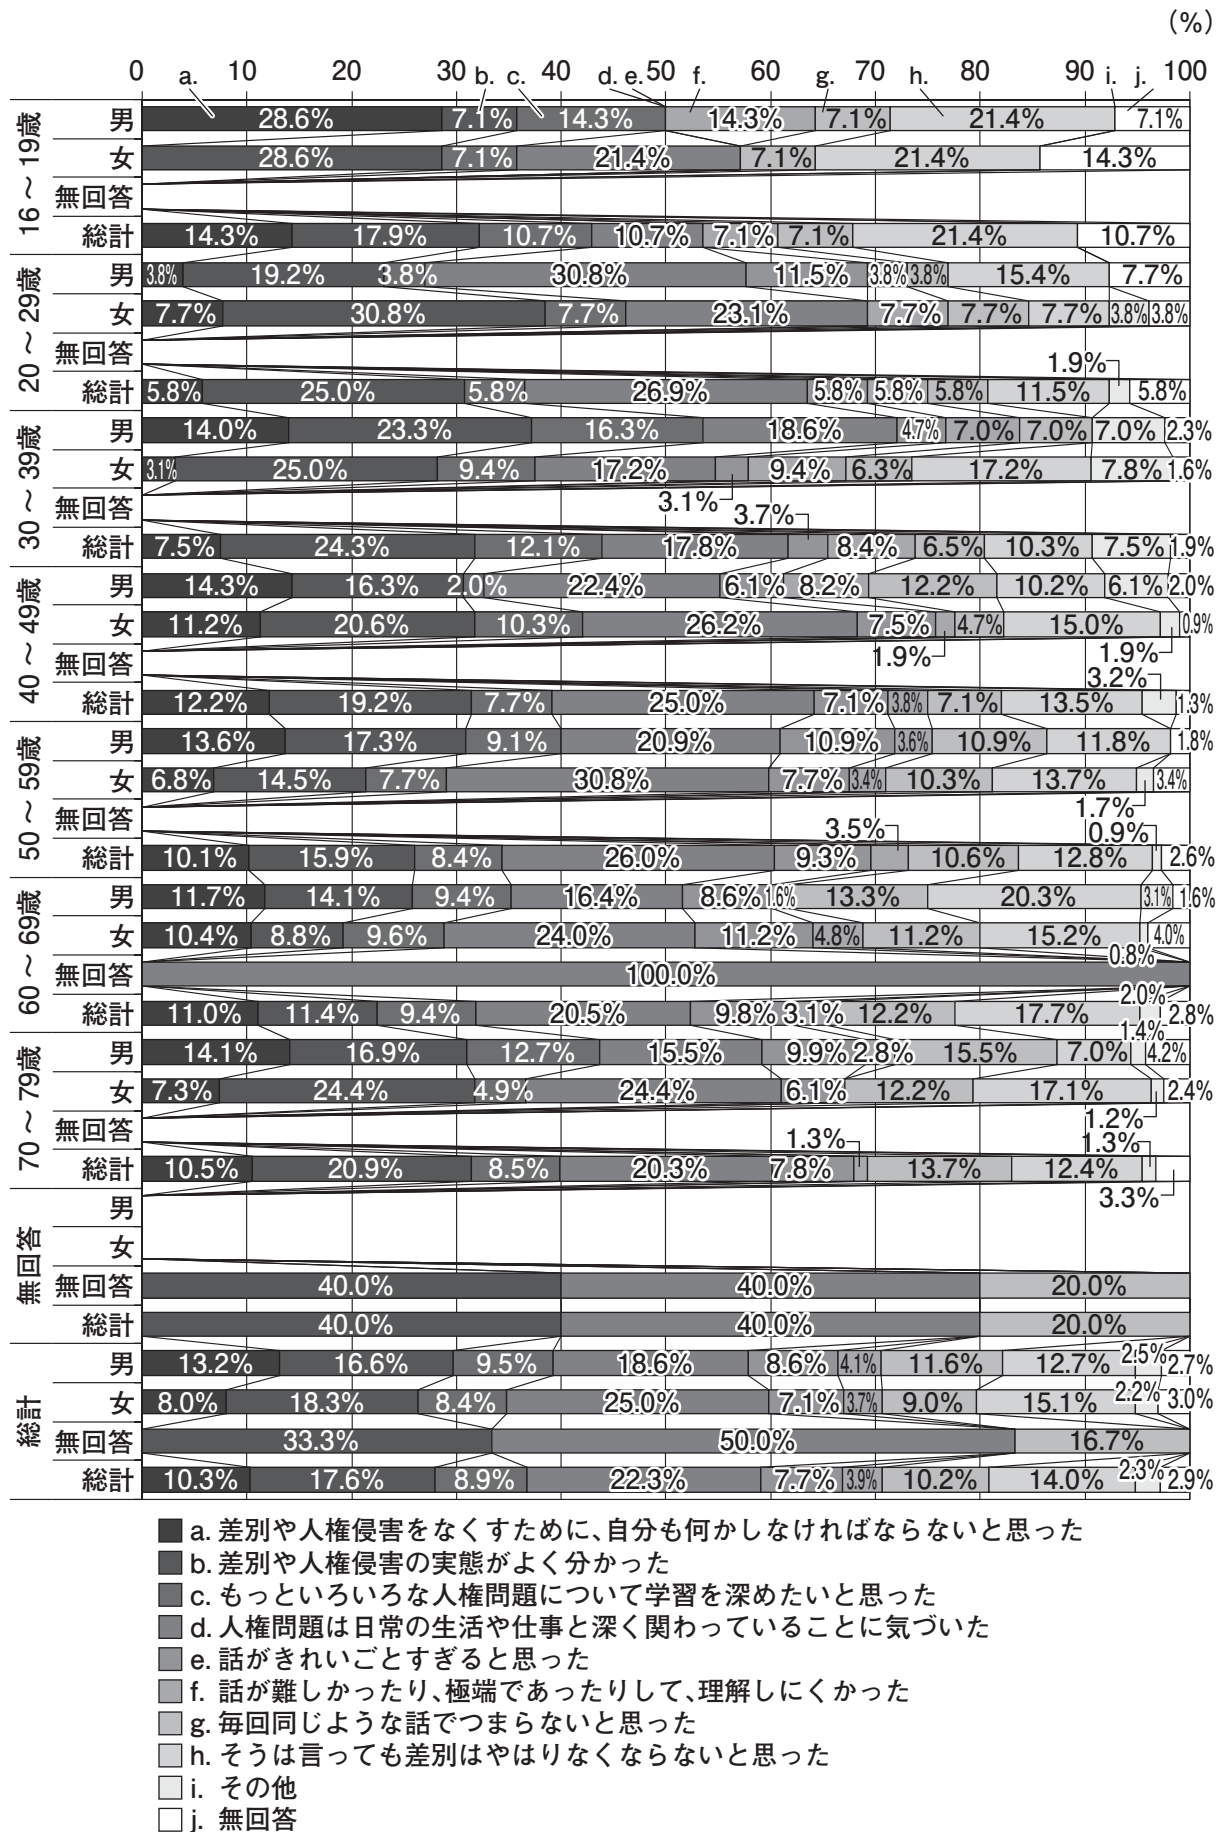 (%)
0 10 20 30 40 50 60 70 80 90 100
a. b. c. d. e. f. g. h. i. j.
16～19歳
男 28.6% 7.1% 14.3% 14.3% 7.1% 21.4% 7.1%
女 28.6% 7.1% 21.4% 7.1% 21.4% 14.3%
無回答
総計 14.3% 17.9% 10.7% 10.7% 7.1% 7.1% 21.4% 10.7%
20～29歳
男 3.8% 19.2% 3.8% 30.8% 11.5% 3.8% 3.8% 15.4% 7.7%
女 7.7% 30.8% 7.7% 23.1% 7.7% 7.7% 7.7% 3.8% 3.8%
無回答
総計 5.8% 25.0% 5.8% 26.9% 5.8% 5.8% 5.8% 11.5% 1.9% 5.8%
30～39歳
男 14.0% 23.3% 16.3% 18.6% 4.7% 7.0% 7.0% 7.0% 2.3%
女 3.1% 25.0% 9.4% 17.2% 3.1% 9.4% 6.3% 17.2% 7.8% 1.6%
無回答
総計 7.5% 24.3% 12.1% 17.8% 3.7% 8.4% 6.5% 10.3% 7.5% 1.9%
40～49歳
男 14.3% 16.3% 2.0% 22.4% 6.1% 8.2% 12.2% 10.2% 6.1% 2.0%
女 11.2% 20.6% 10.3% 26.2% 7.5% 1.9% 4.7% 15.0% 1.9% 0.9%
無回答
総計 12.2% 19.2% 7.7% 25.0% 7.1% 3.8% 7.1% 13.5% 3.2% 1.3%
50～59歳
男 13.6% 17.3% 9.1% 20.9% 10.9% 3.6% 10.9% 11.8% 1.8%
女 6.8% 14.5% 7.7% 30.8% 7.7% 3.4% 10.3% 13.7% 1.7% 3.4%
無回答
総計 10.1% 15.9% 8.4% 26.0% 9.3% 3.5% 10.6% 12.8% 0.9% 2.6%
60～69歳
男 11.7% 14.1% 9.4% 16.4% 8.6% 1.6% 13.3% 20.3% 3.1% 1.6%
女 10.4% 8.8% 9.6% 24.0% 11.2% 4.8% 11.2% 15.2% 0.8% 4.0%
無回答 100.0%
総計 11.0% 11.4% 9.4% 20.5% 9.8% 3.1% 12.2% 17.7% 2.0% 2.8%
70～79歳
男 14.1% 16.9% 12.7% 15.5% 9.9% 2.8% 15.5% 7.0% 1.4% 4.2%
女 7.3% 24.4% 4.9% 24.4% 6.1% 12.2% 17.1% 1.2% 2.4%
無回答
総計 10.5% 20.9% 8.5% 20.3% 7.8% 1.3% 13.7% 12.4% 1.3% 3.3%
無回答
男
女
無回答 40.0% 40.0% 20.0%
総計 40.0% 40.0% 20.0%
総計
男 13.2% 16.6% 9.5% 18.6% 8.6% 4.1% 11.6% 12.7% 2.5% 2.7%
女 8.0% 18.3% 8.4% 25.0% 7.1% 3.7% 9.0% 15.1% 2.2% 3.0%
無回答 33.3% 50.0% 16.7%
総計 10.3% 17.6% 8.9% 22.3% 7.7% 3.9% 10.2% 14.0% 2.3% 2.9%
a. 差別や人権侵害をなくすために、自分も何かしなければならないと思った
b. 差別や人権侵害の実態がよく分かった
c. もっといろいろな人権問題について学習を深めたいと思った
d. 人権問題は日常の生活や仕事と深く関わっていることに気づいた
e. 話がきれいごとすぎると思った
f. 話が難しかったり、極端であったりして、理解しにくかった
g. 毎回同じような話でつまらないと思った
h. そうは言っても差別はやはりなくならないと思った
i. その他
j. 無回答